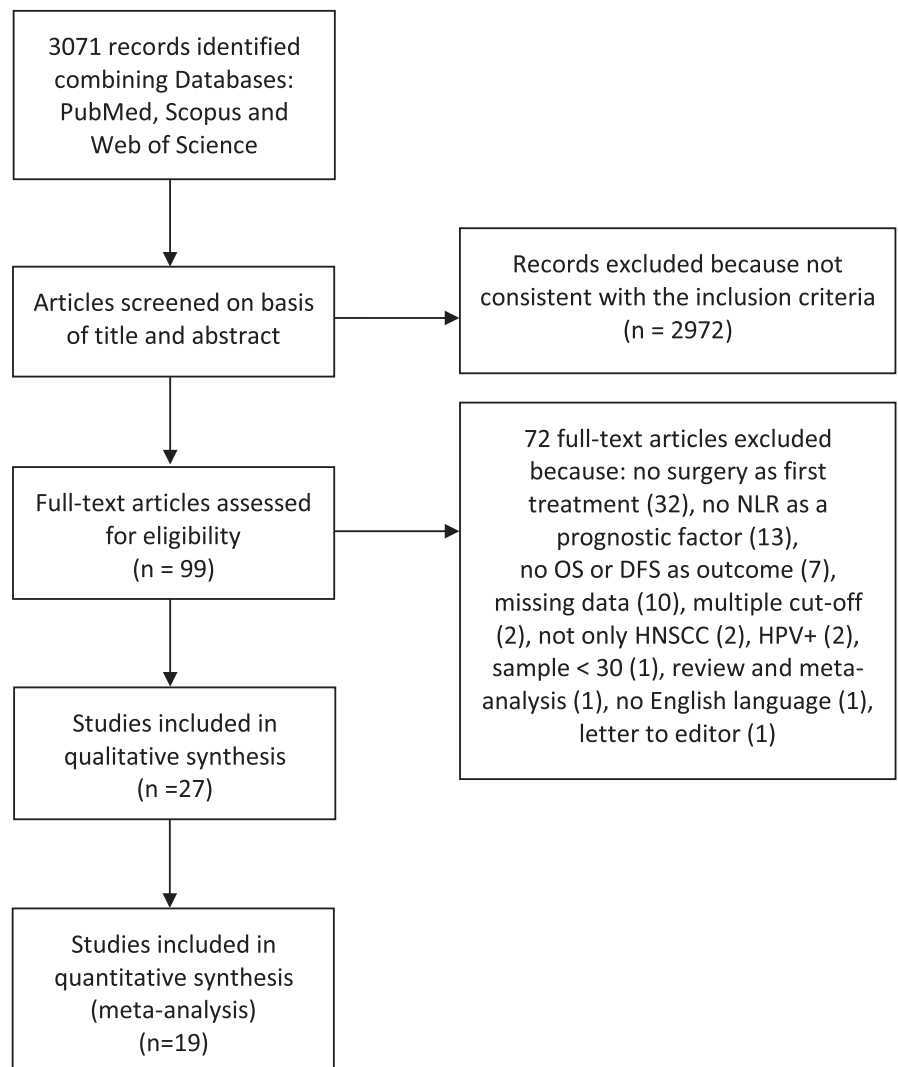 3071 records identified
combining Databases:
PubMed, Scopus and
Web of Science
Articles screened on basis
of title and abstract
Records excluded because not
consistent with the inclusion criteria
(n = 2972)
Full-text articles assessed
for eligibility
(n = 99)
72 full-text articles excluded
because: no surgery as first
treatment (32), no NLR as a
prognostic factor (13),
no OS or DFS as outcome (7),
missing data (10), multiple cut-off
(2), not only HNSCC (2), HPV+ (2),
sample < 30 (1), review and meta-
analysis (1), no English language (1),
letter to editor (1)
Studies included in
qualitative synthesis
(n =27)
Studies included in
quantitative synthesis
(meta-analysis)
(n=19)